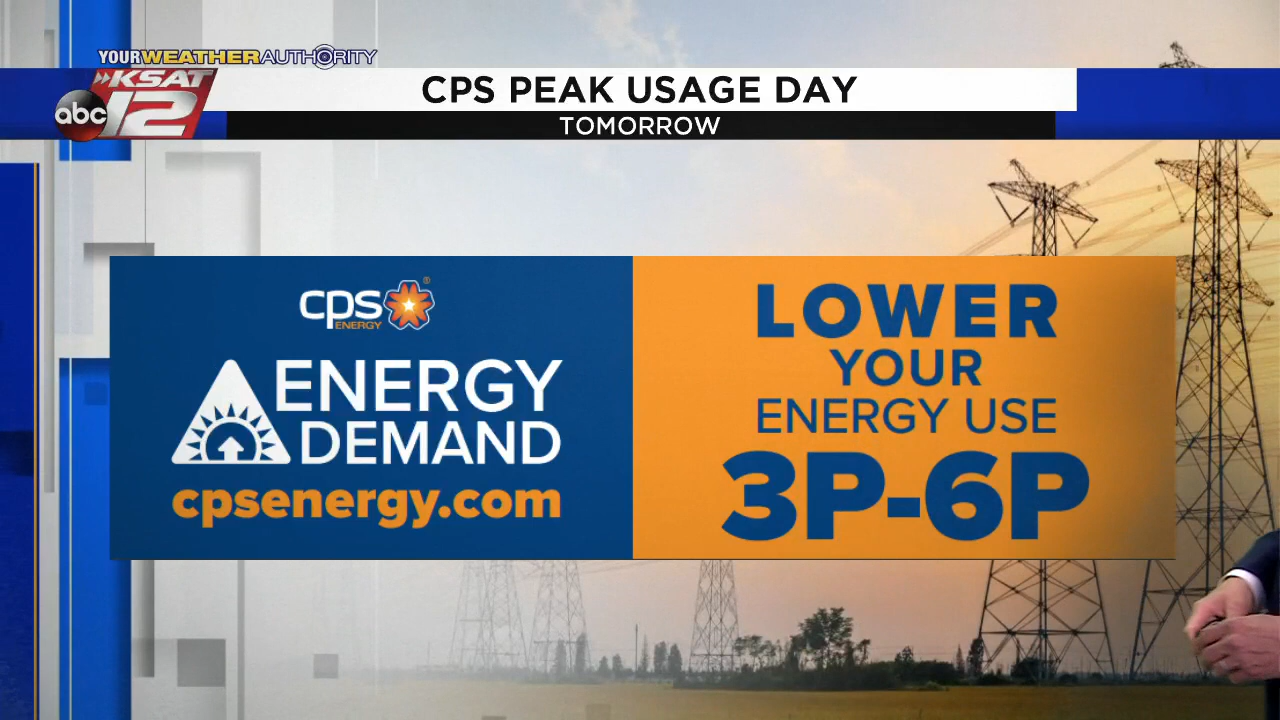 YOURWEATHERAUTHORITY
KSAT
abc
12
CPS PEAK USAGE DAY
TOMORROW
cps
ENERGY
®
ENERGY
DEMAND
cpsenergy.com
LOWER
YOUR
ENERGY USE
3P-6P